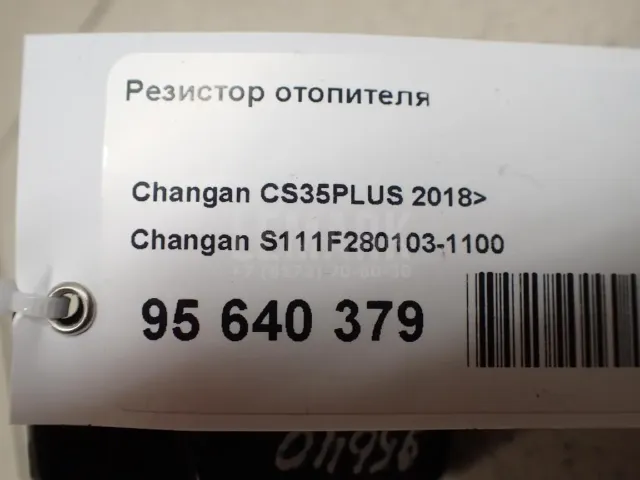 Резистор отопителя
Changan CS35PLUS 2018>
Changan S111F280103-1100
95 640 379